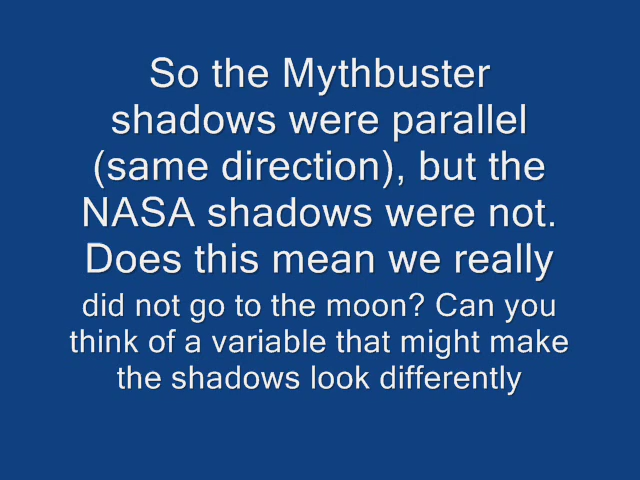 So the Mythbuster
shadows were parallel
(same direction), but the
NASA shadows were not.
Does this mean we really
did not go to the moon? Can you
think of a variable that might make
the shadows look differently